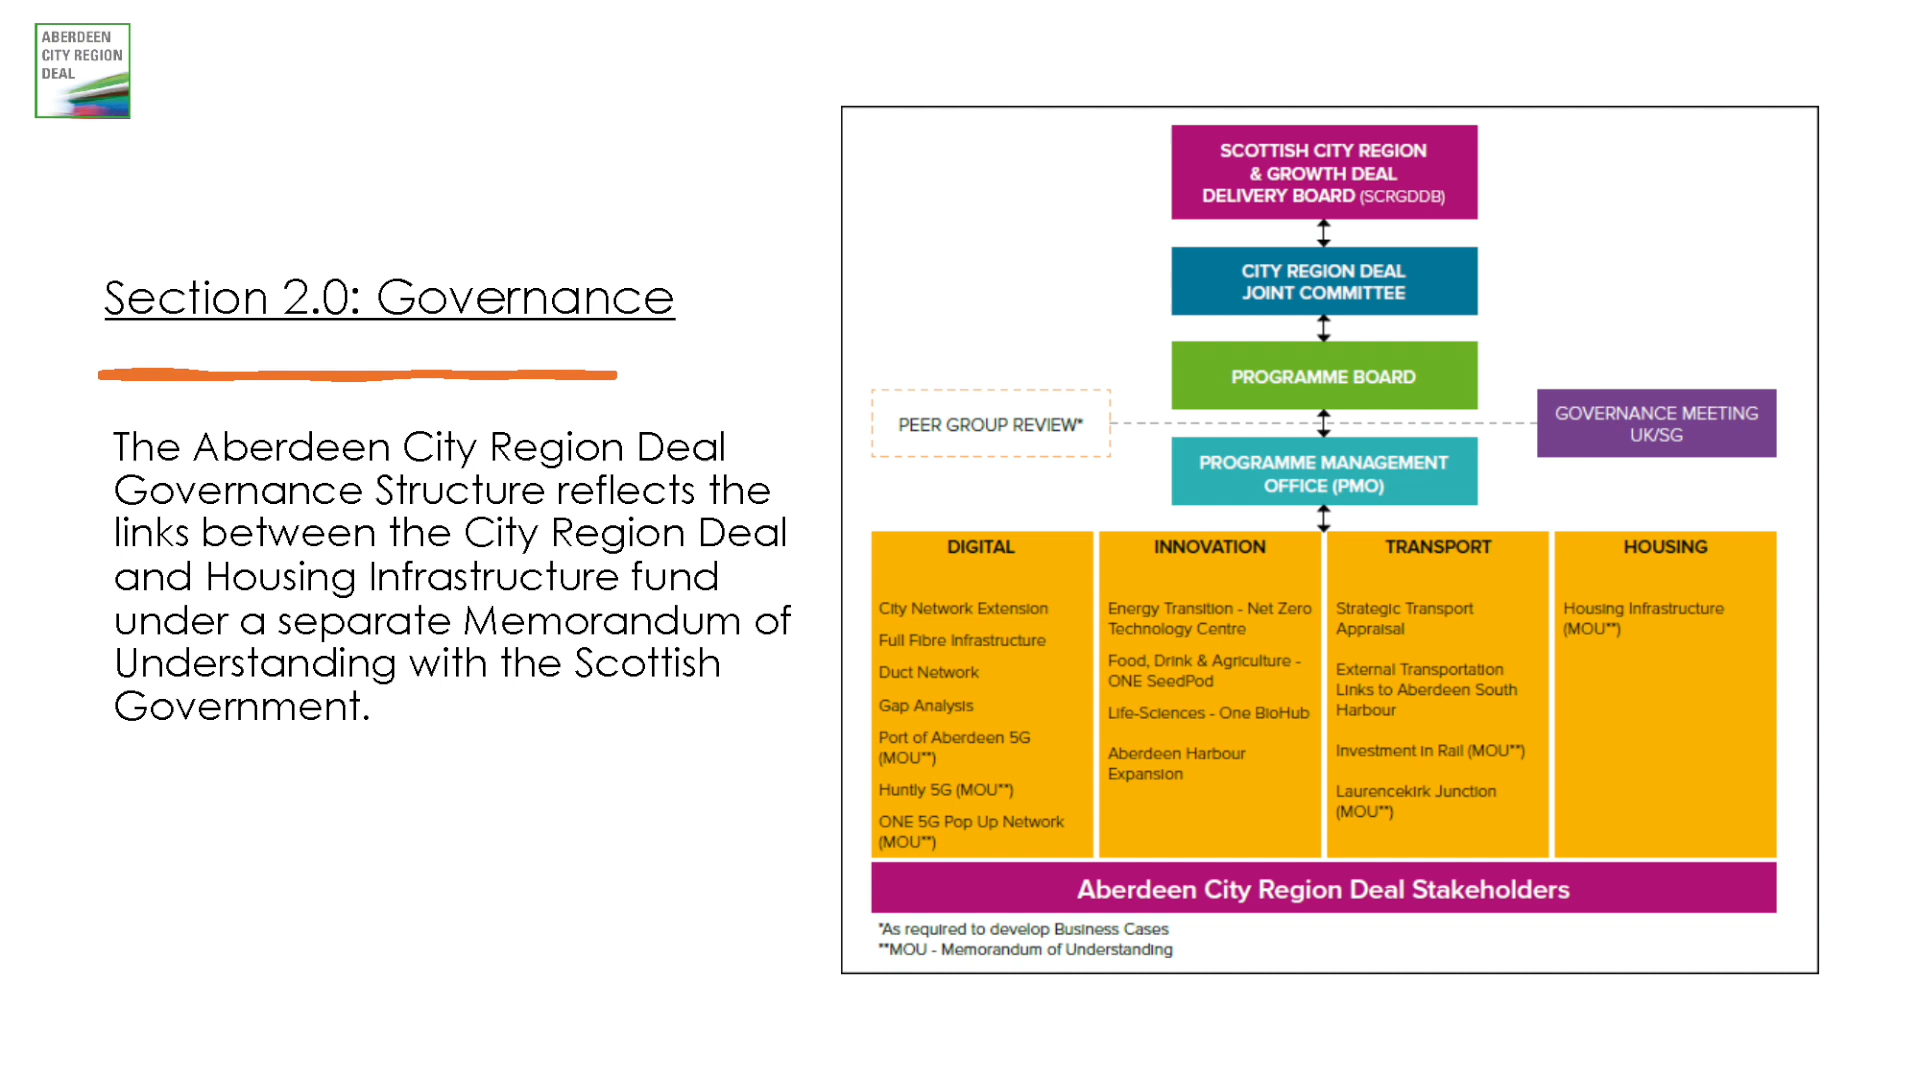 ABERDEEN
CITY REGION
DEAL
Section 2.0: Governance
The Aberdeen City Region Deal
Governance Structure reflects the
links between the City Region Deal
and Housing Infrastructure fund
under a separate Memorandum of
Understanding with the Scottish
Government.
SCOTTISH CITY REGION
& GROWTH DEAL
DELIVERY BOARD (SCRGDDB)
CITY REGION DEAL
JOINT COMMITTEE
PROGRAMME BOARD
PEER GROUP REVIEW*
GOVERNANCE MEETING
UK/SG
PROGRAMME MANAGEMENT
OFFICE (PMO)
DIGITAL
City Network Extension
Full Fibre Infrastructure
Duct Network
Gap Analysis
Port of Aberdeen 5G
(MOU**)
Huntly 5G (MOU**)
ONE 5G Pop Up Network
(MOU**)
INNOVATION
Energy Transition - Net Zero
Technology Centre
Food, Drink & Agriculture -
ONE SeedPod
Life-Sciences - One BioHub
Aberdeen Harbour
Expansion
TRANSPORT
Strategic Transport
Appraisal
External Transportation
Links to Aberdeen South
Harbour
Investment in Rail (MOU**)
Laurencekirk Junction
(MOU**)
HOUSING
Housing Infrastructure
(MOU**)
Aberdeen City Region Deal Stakeholders
*As required to develop Business Cases
**MOU - Memorandum of Understanding